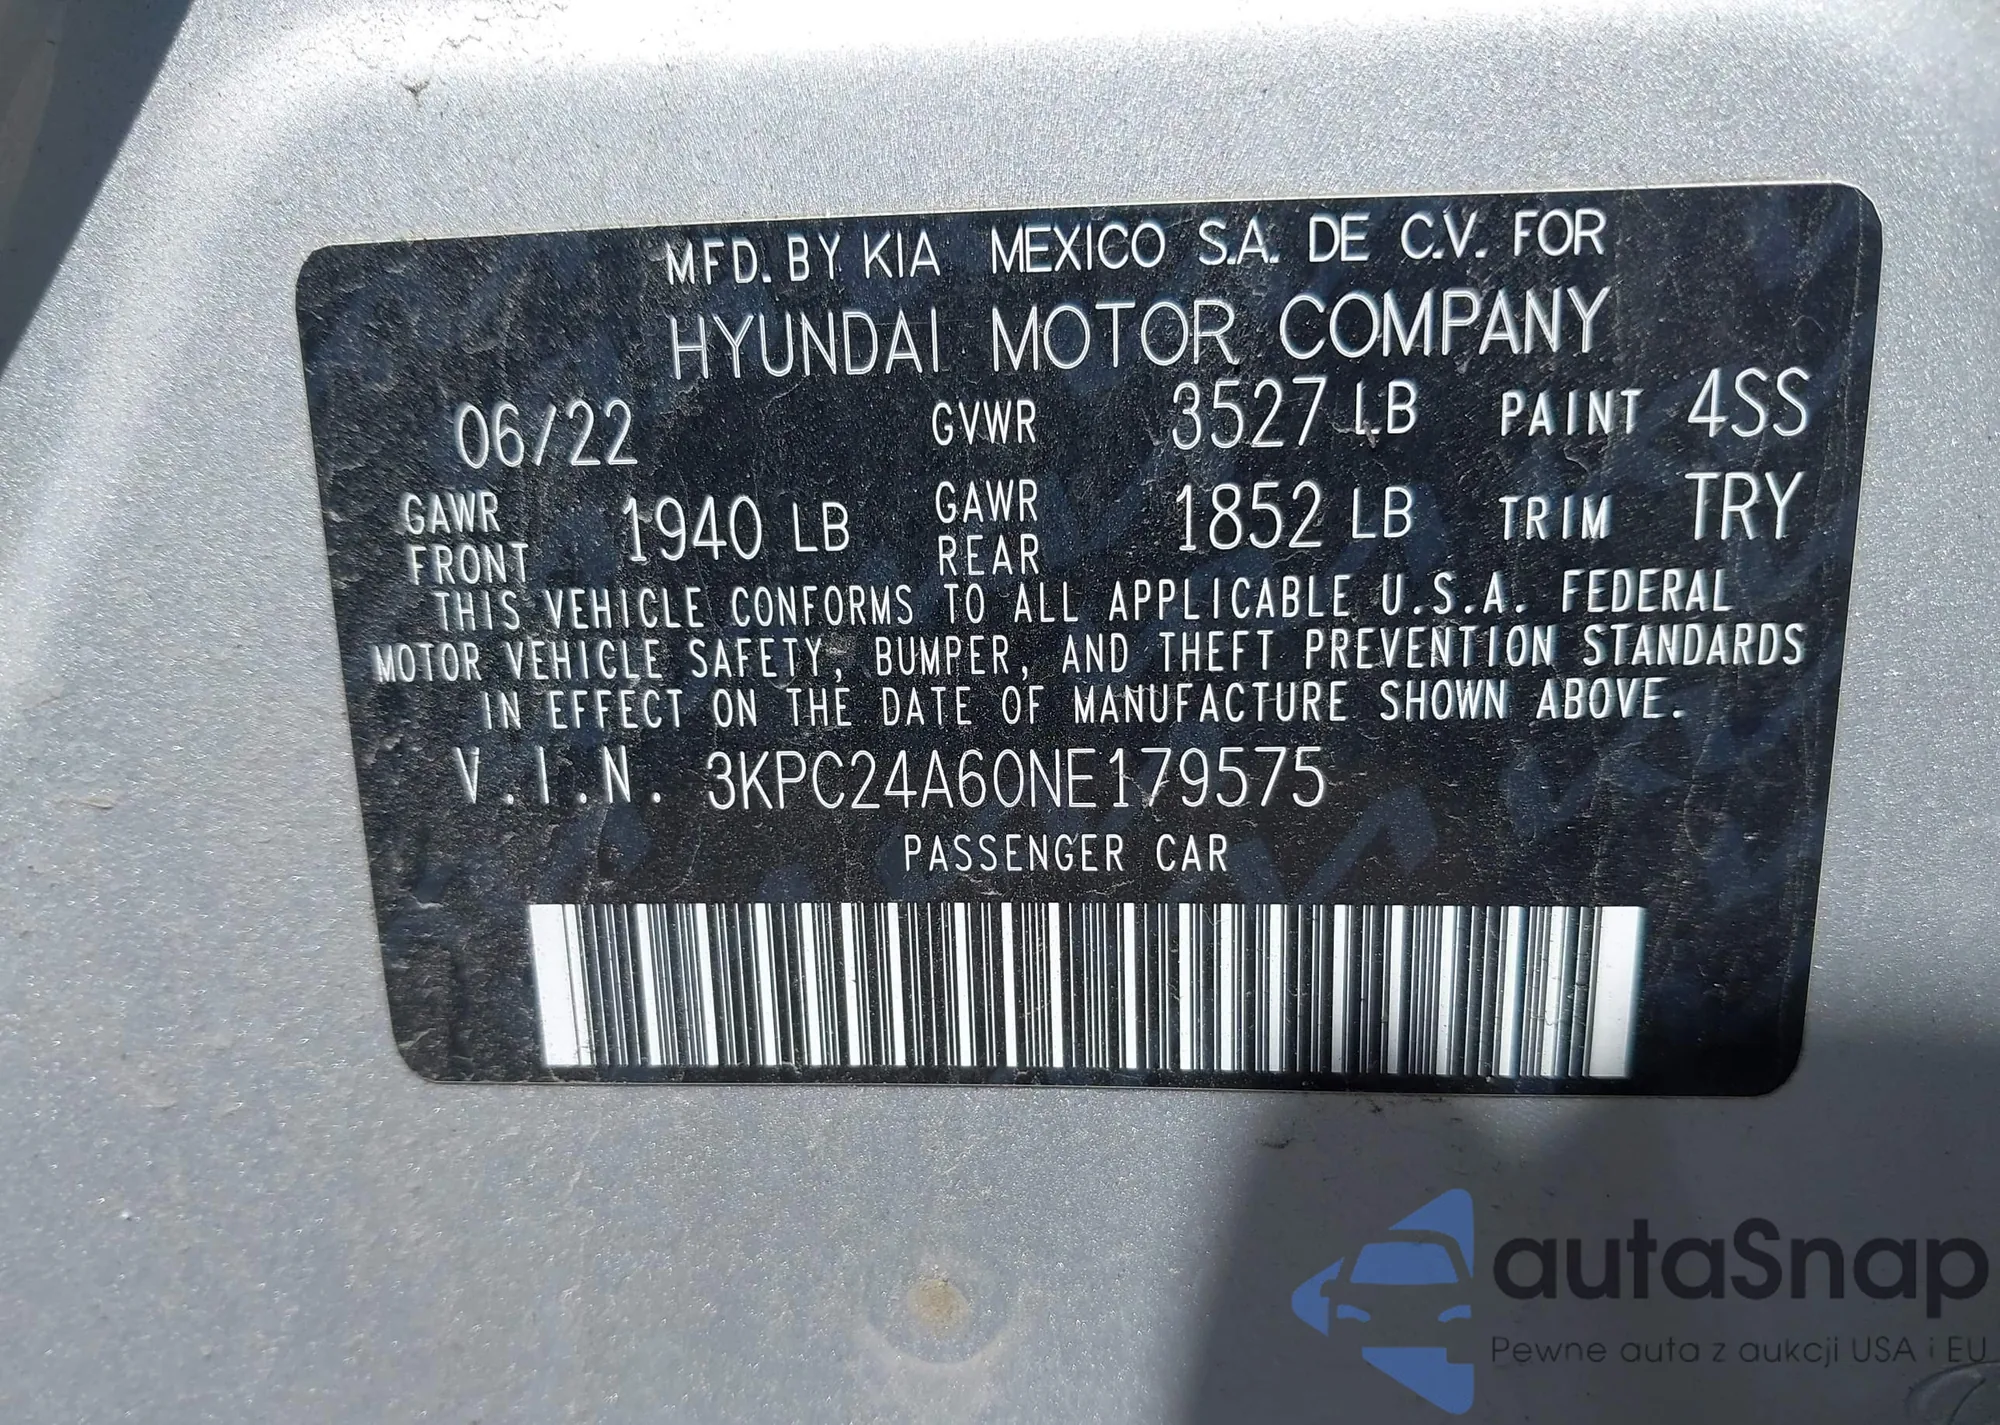 MFD. BY KIA MEXICO S.A. DE C.V. FOR
HYUNDAI MOTOR COMPANY
06/22 GVWR 3527 LB PAINT 4SS
GAWR FRONT 1940 LB GAWR REAR 1852 LB TRIM TRY
THIS VEHICLE CONFORMS TO ALL APPLICABLE U.S.A. FEDERAL
MOTOR VEHICLE SAFETY, BUMPER, AND THEFT PREVENTION STANDARDS
IN EFFECT ON THE DATE OF MANUFACTURE SHOWN ABOVE.
V.I.N. 3KPC24A60NE179575
PASSENGER CAR
autaSnap
Pewne auta z aukcji USA i EU